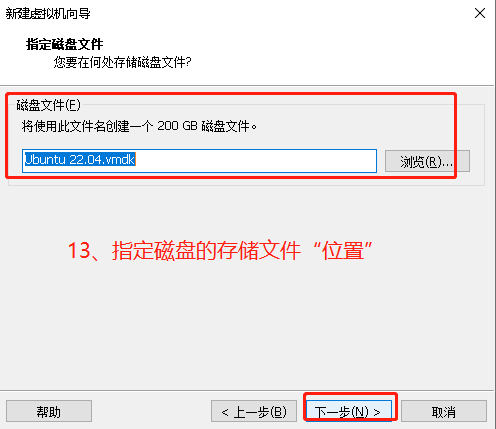 新建虚拟机向导
指定磁盘文件
您要在何处存储磁盘文件?
磁盘文件(F)
将使用此文件名创建一个 200 GB 磁盘文件。
Ubuntu 22.04.vmdk
浏览(R)...
13、指定磁盘的存储文件“位置”
帮助
< 上一步(B)
下一步(N) >
取消